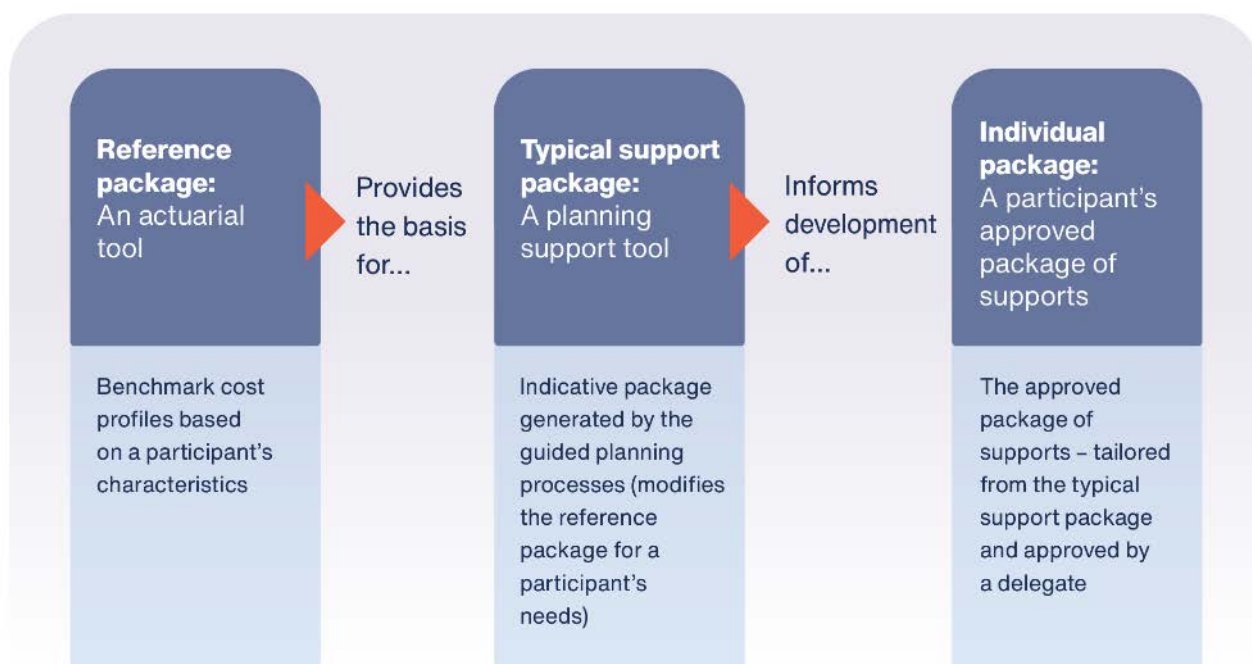 Reference
package:
An actuarial
tool
Provides
the basis
for...
Typical support
package:
A planning
support tool
Informs
development
of...
Individual
package:
A participant’s
approved
package of
supports
Benchmark cost
profiles based
on a participant’s
characteristics
Indicative package
generated by the
guided planning
processes (modifies
the reference
package for a
participant’s
needs)
The approved
package of
supports – tailored
from the typical
support package
and approved by
a delegate